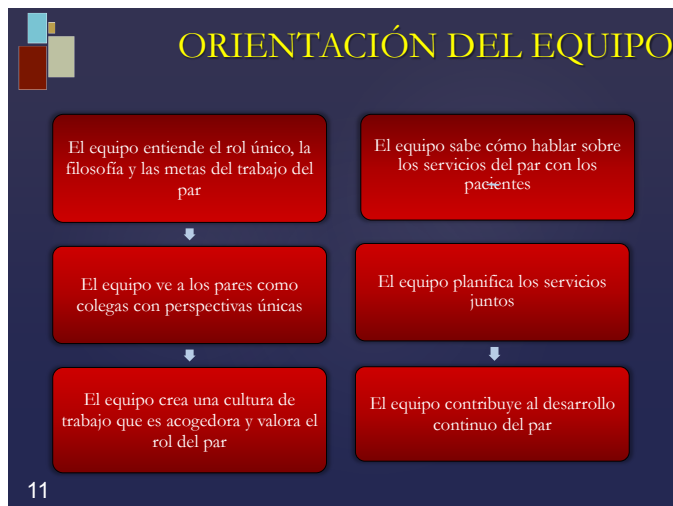 ORIENTACIÓN DEL EQUIPO
El equipo entiende el rol único, la
filosofía y las metas del trabajo del
par
El equipo ve a los pares como
colegas con perspectivas únicas
El equipo crea una cultura de
trabajo que es acogedora y valora el
rol del par
El equipo sabe cómo hablar sobre
los servicios del par con los
pacientes
El equipo planifica los servicios
juntos
El equipo contribuye al desarrollo
continuo del par
11